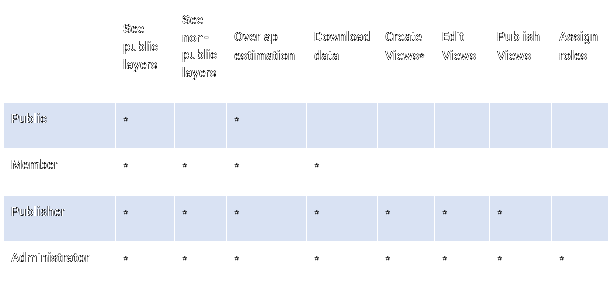 See public layers | See non-public layers | Overlap estimation | Download data | Create Views* | Edit Views | Publish Views | Assign roles
Public | * | | * | | | | |
Member | * | * | * | * | | | |
Publisher | * | * | * | * | * | * | * |
Administrator | * | * | * | * | * | * | * | *